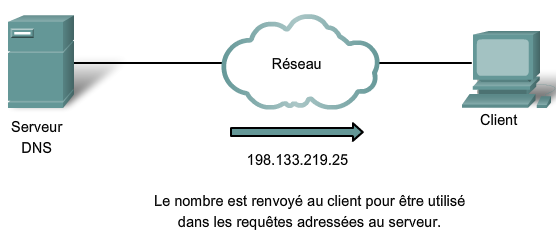 Réseau
Serveur
DNS
Client
198.133.219.25
Le nombre est renvoyé au client pour être utilisé
dans les requêtes adressées au serveur.